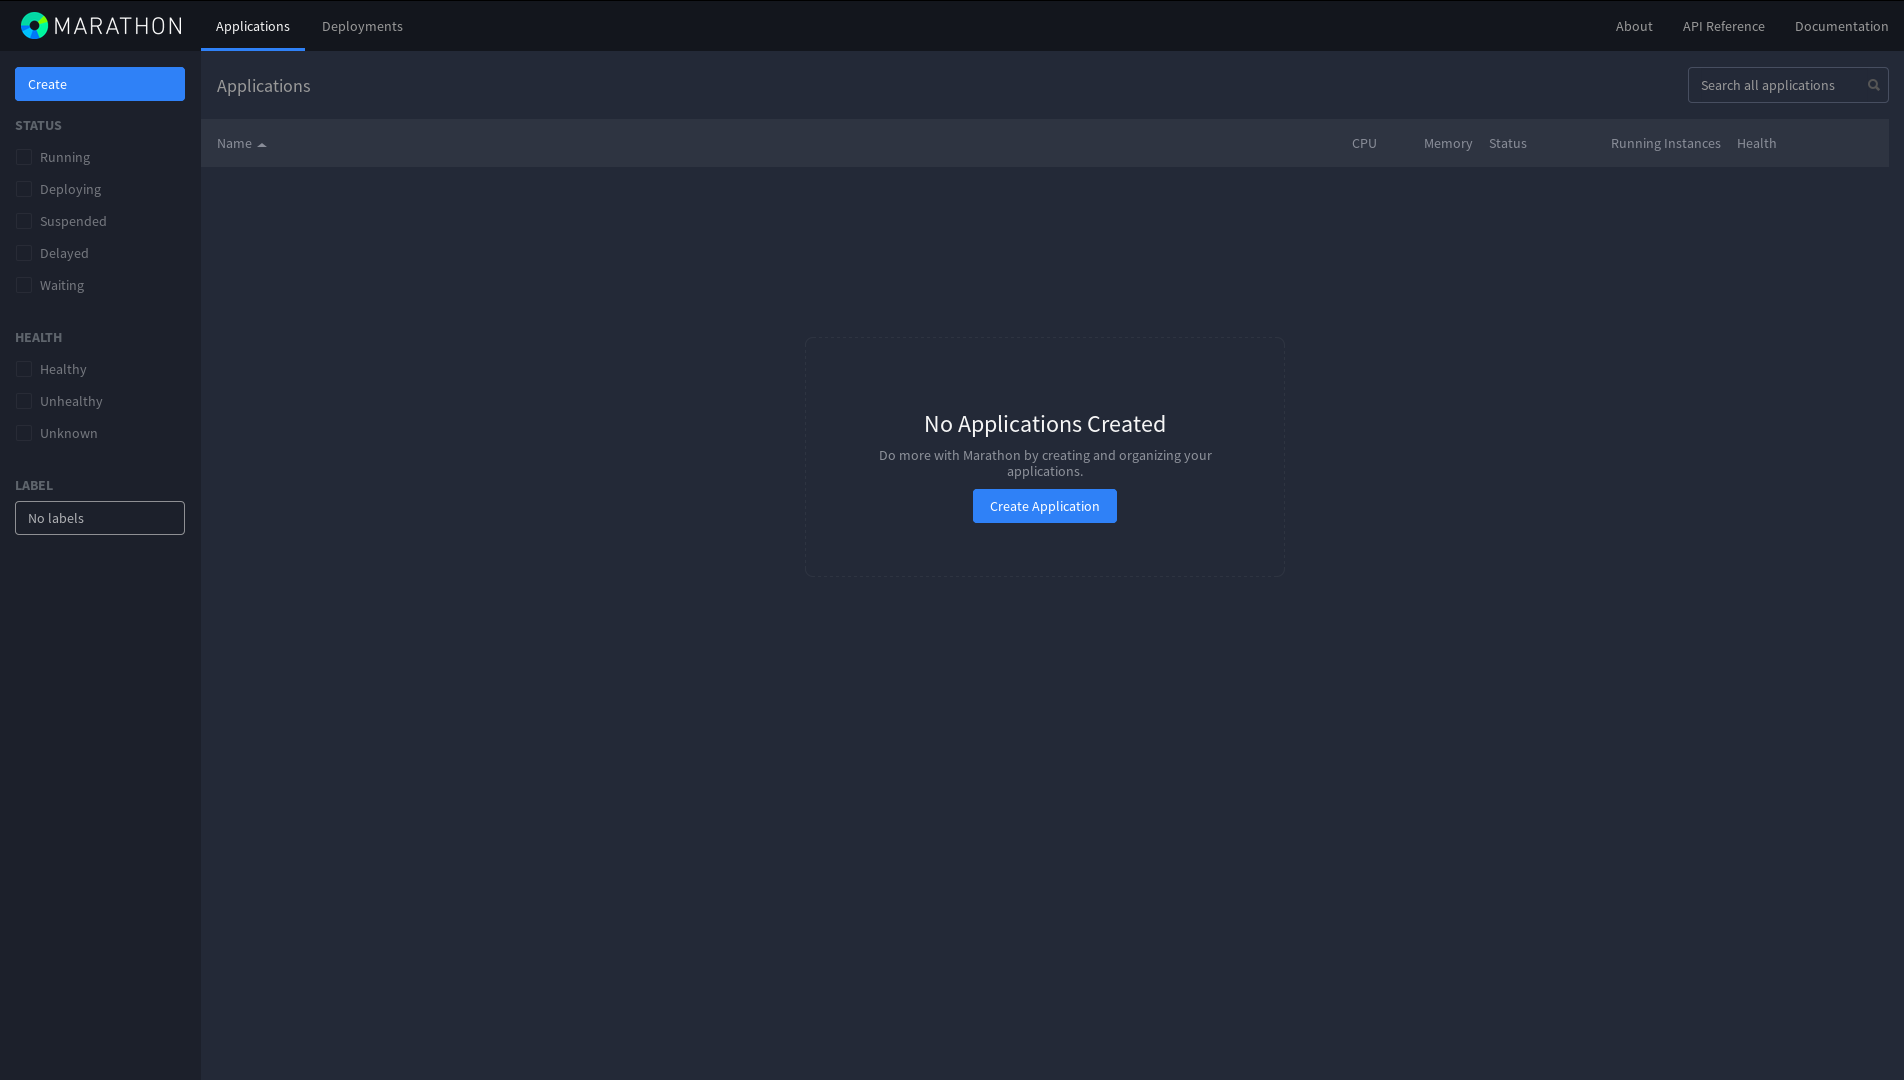 MARATHON
Applications
Deployments
About
API Reference
Documentation
Create
STATUS
Running
Deploying
Suspended
Delayed
Waiting
HEALTH
Healthy
Unhealthy
Unknown
LABEL
No labels
Applications
Search all applications
Name
CPU
Memory
Status
Running Instances
Health
No Applications Created
Do more with Marathon by creating and organizing your
applications.
Create Application